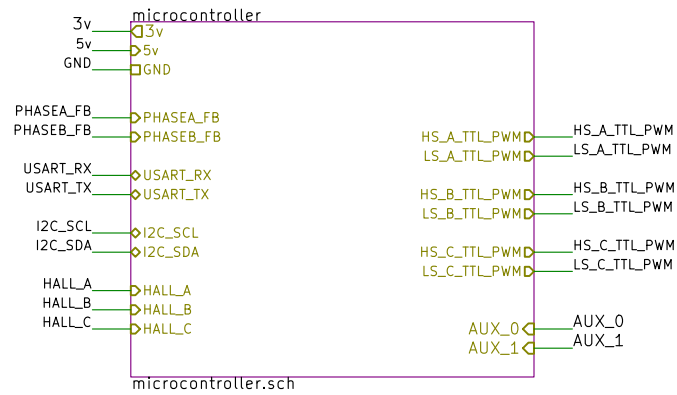 microcontroller
3v 3v
5v 5v
GND GND
PHASEA_FB PHASEA_FB
PHASEB_FB PHASEB_FB
HS_A_TTL_PWM HS_A_TTL_PWM
LS_A_TTL_PWM LS_A_TTL_PWM
USART_RX USART_RX
USART_TX USART_TX
HS_B_TTL_PWM HS_B_TTL_PWM
LS_B_TTL_PWM LS_B_TTL_PWM
I2C_SCL I2C_SCL
I2C_SDA I2C_SDA
HS_C_TTL_PWM HS_C_TTL_PWM
LS_C_TTL_PWM LS_C_TTL_PWM
HALL_A HALL_A
HALL_B HALL_B
HALL_C HALL_C
AUX_0 AUX_0
AUX_1 AUX_1
microcontroller.sch